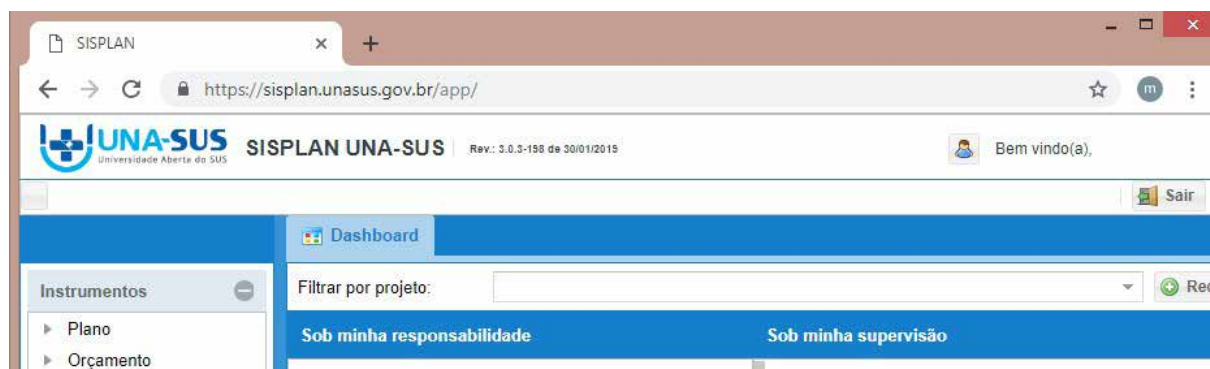 SISPLAN
https://sisplan.unasus.gov.br/app/
m
UNA-SUS
Universidade Aberta do SUS
SISPLAN UNA-SUS
Rev.: 3.0.3-198 de 30/01/2019
Bem vindo(a),
Sair
Dashboard
Instrumentos
Filtrar por projeto:
Plano
Orçamento
Sob minha responsabilidade
Sob minha supervisão